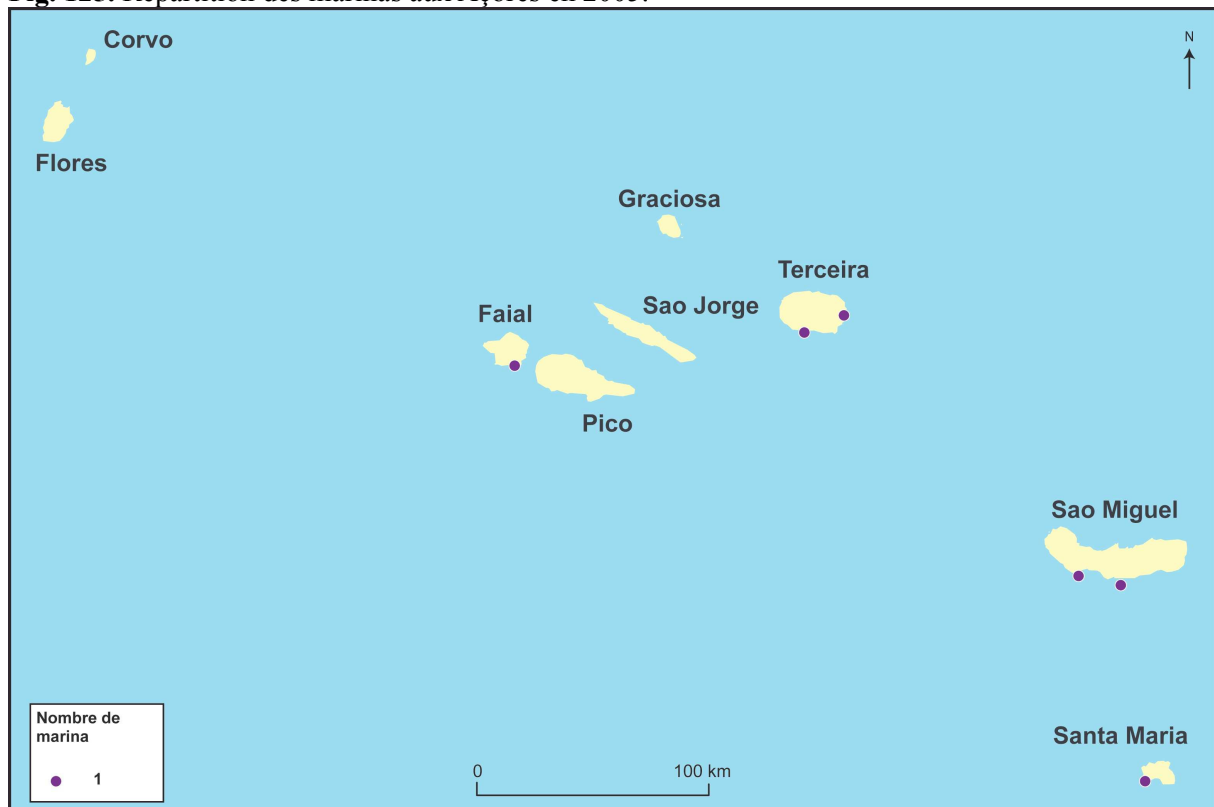 Corvo
N
Flores
Graciosa
Terceira
Sao Jorge
Faial
Pico
Sao Miguel
Nombre de
marina
1
0 100 km
Santa Maria